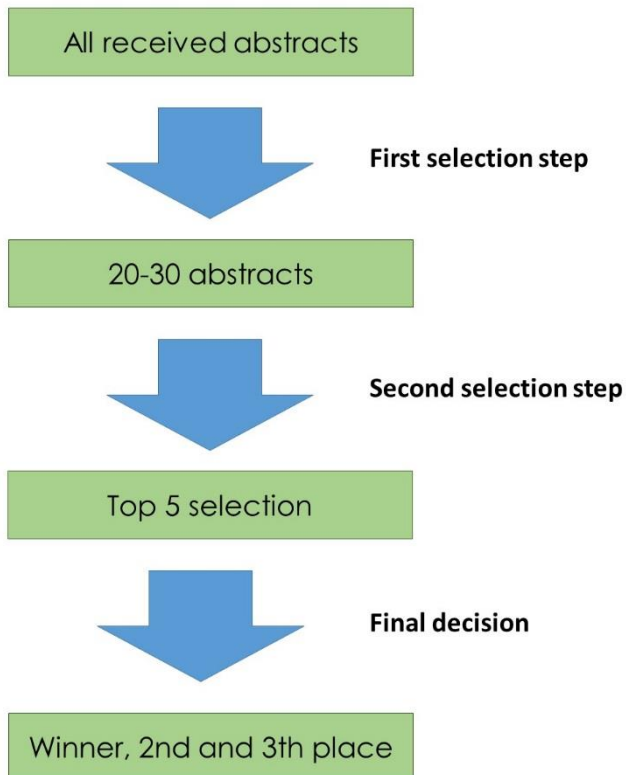 All received abstracts
First selection step
20-30 abstracts
Second selection step
Top 5 selection
Final decision
Winner, 2nd and 3th place